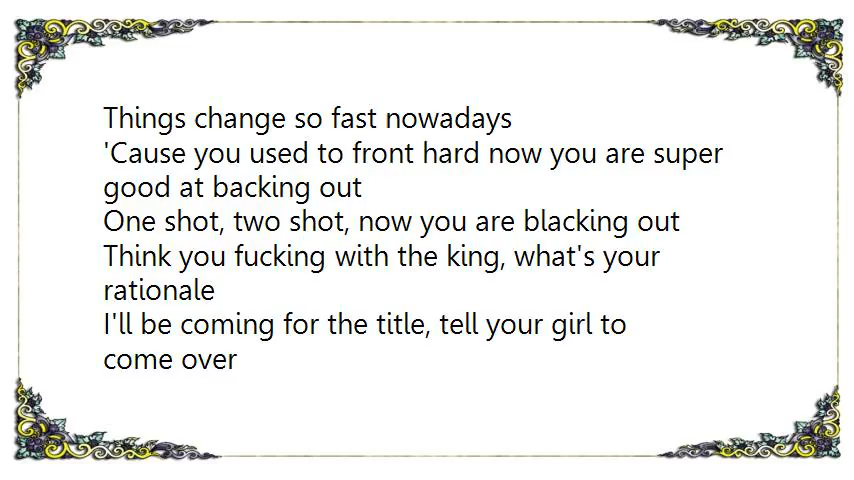 Things change so fast nowadays
'Cause you used to front hard now you are super
good at backing out
One shot, two shot, now you are blacking out
Think you fucking with the king, what's your
rationale
I'll be coming for the title, tell your girl to
come over